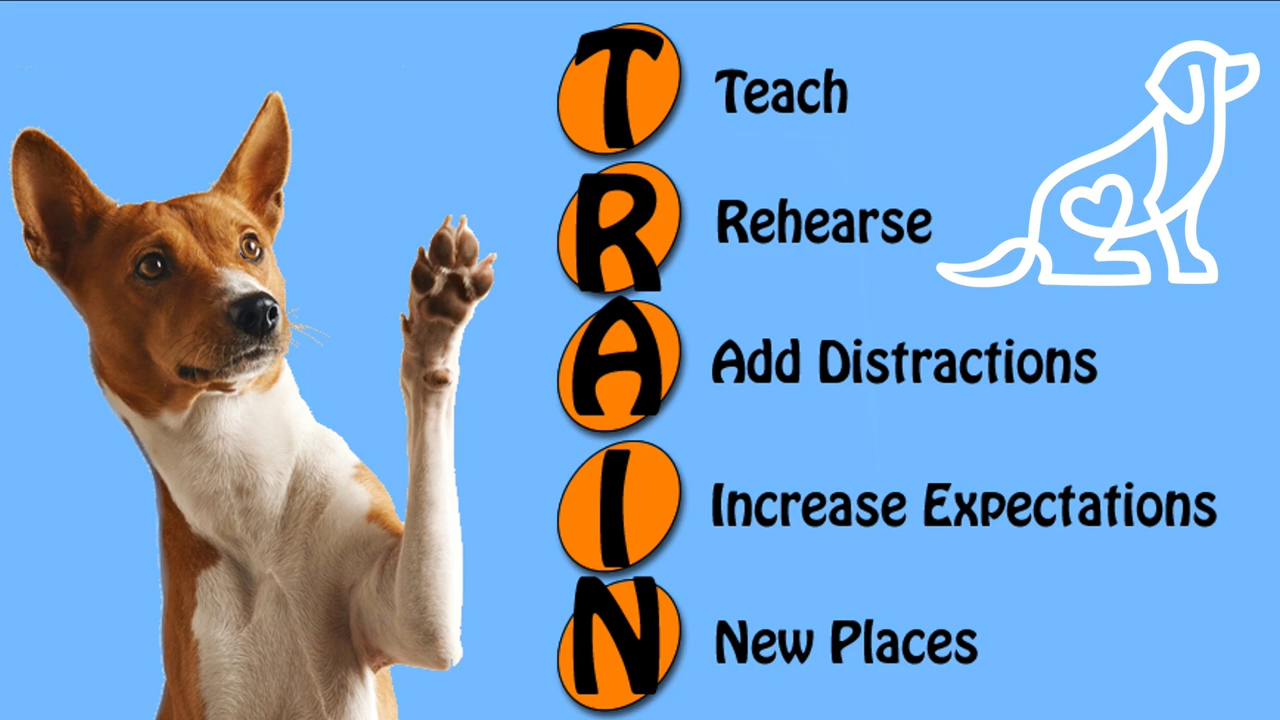 T Teach
R Rehearse
A Add Distractions
I Increase Expectations
N New Places